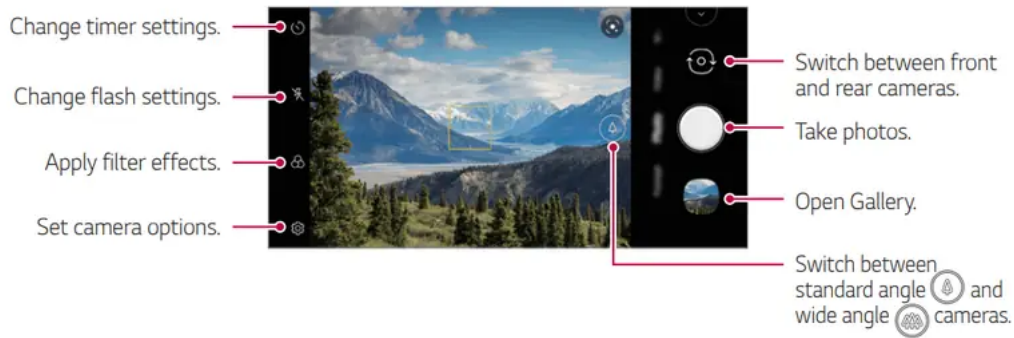 Change timer settings.
Change flash settings.
Apply filter effects.
Set camera options.
Switch between front
and rear cameras.
Take photos.
Open Gallery.
Switch between
standard angle and
wide angle cameras.